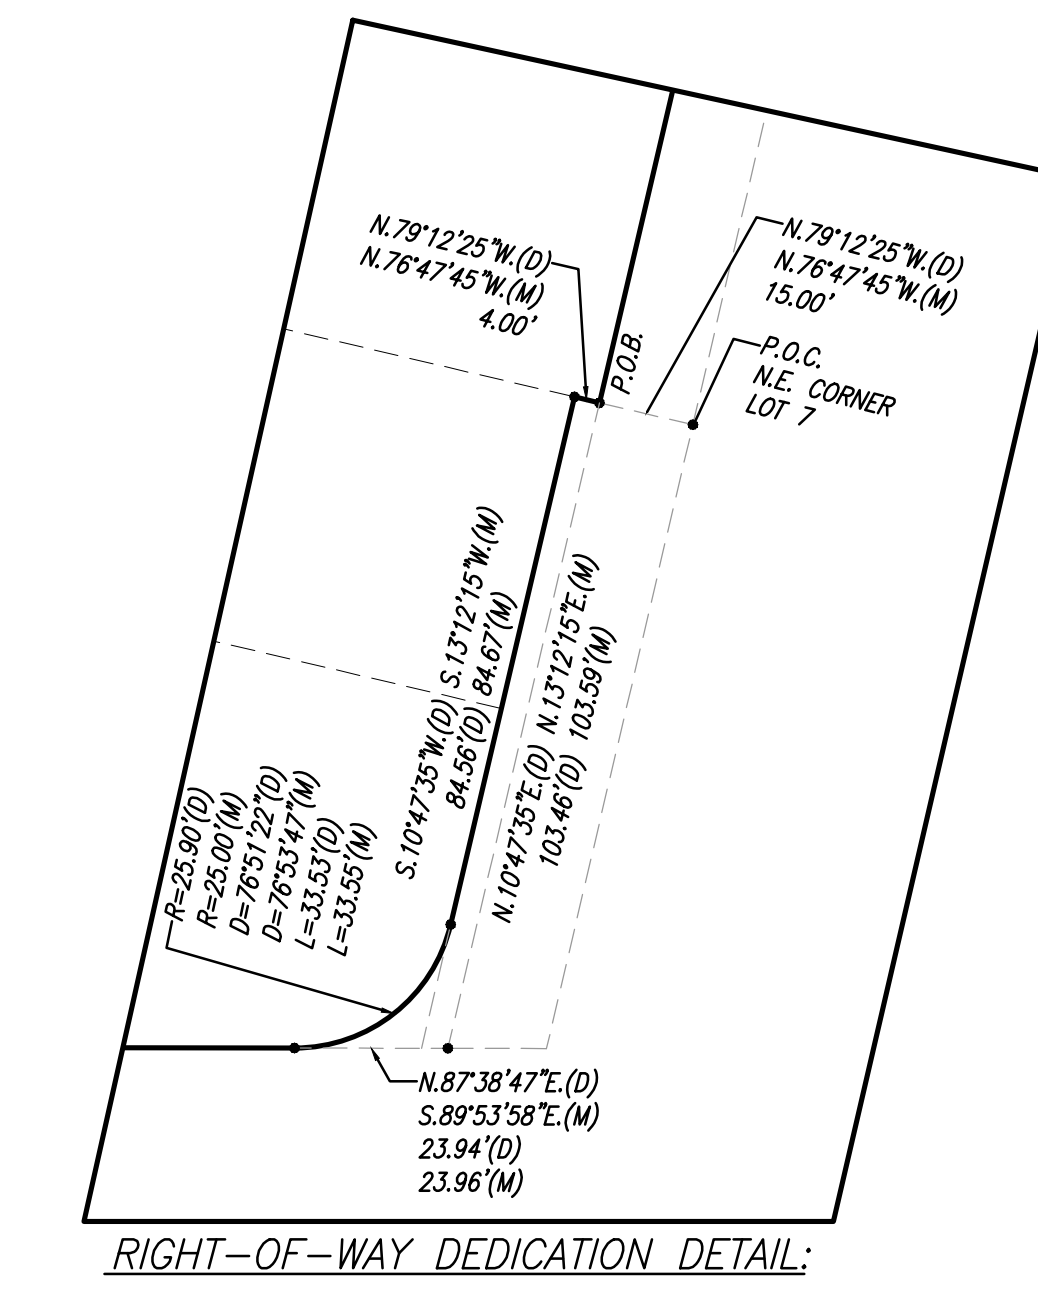 N.79°12'25"W.(D)
N.76°47'45"W.(M)
4.00'
N.79°12'25"W.(D)
N.76°47'45"W.(M)
15.00'
P.O.B.
P.O.C.
N.E. CORNER
LOT 7
S.10°47'35"W.(D) S.13°12'15"W.(M)
84.56'(D) 84.67'(M)
N.10°47'35"E.(D) N.13°12'15"E.(M)
103.46'(D) 103.59'(M)
R=25.90'(D)
R=25.00'(M)
D=76°51'22"(D)
D=76°53'47"(M)
L=33.53'(D)
L=33.55'(M)
N.87°38'47"E.(D)
S.89°53'58"E.(M)
23.94'(D)
23.96'(M)
RIGHT-OF-WAY DEDICATION DETAIL: